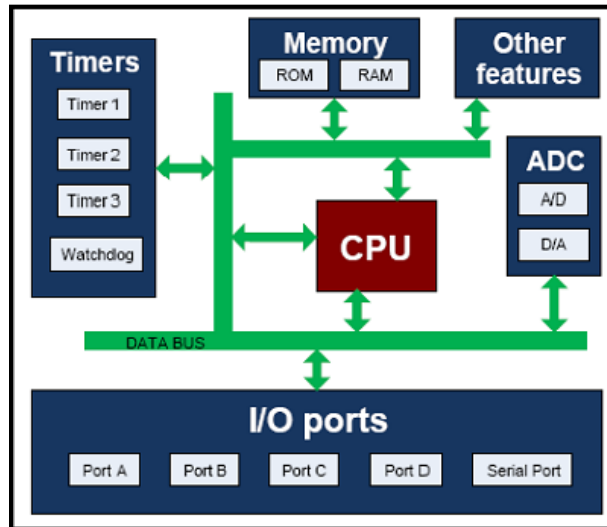 Timers
Timer 1
Timer 2
Timer 3
Watchdog
Memory
ROM RAM
Other
features
ADC
A/D
D/A
CPU
DATA BUS
I/O ports
Port A Port B Port C Port D Serial Port